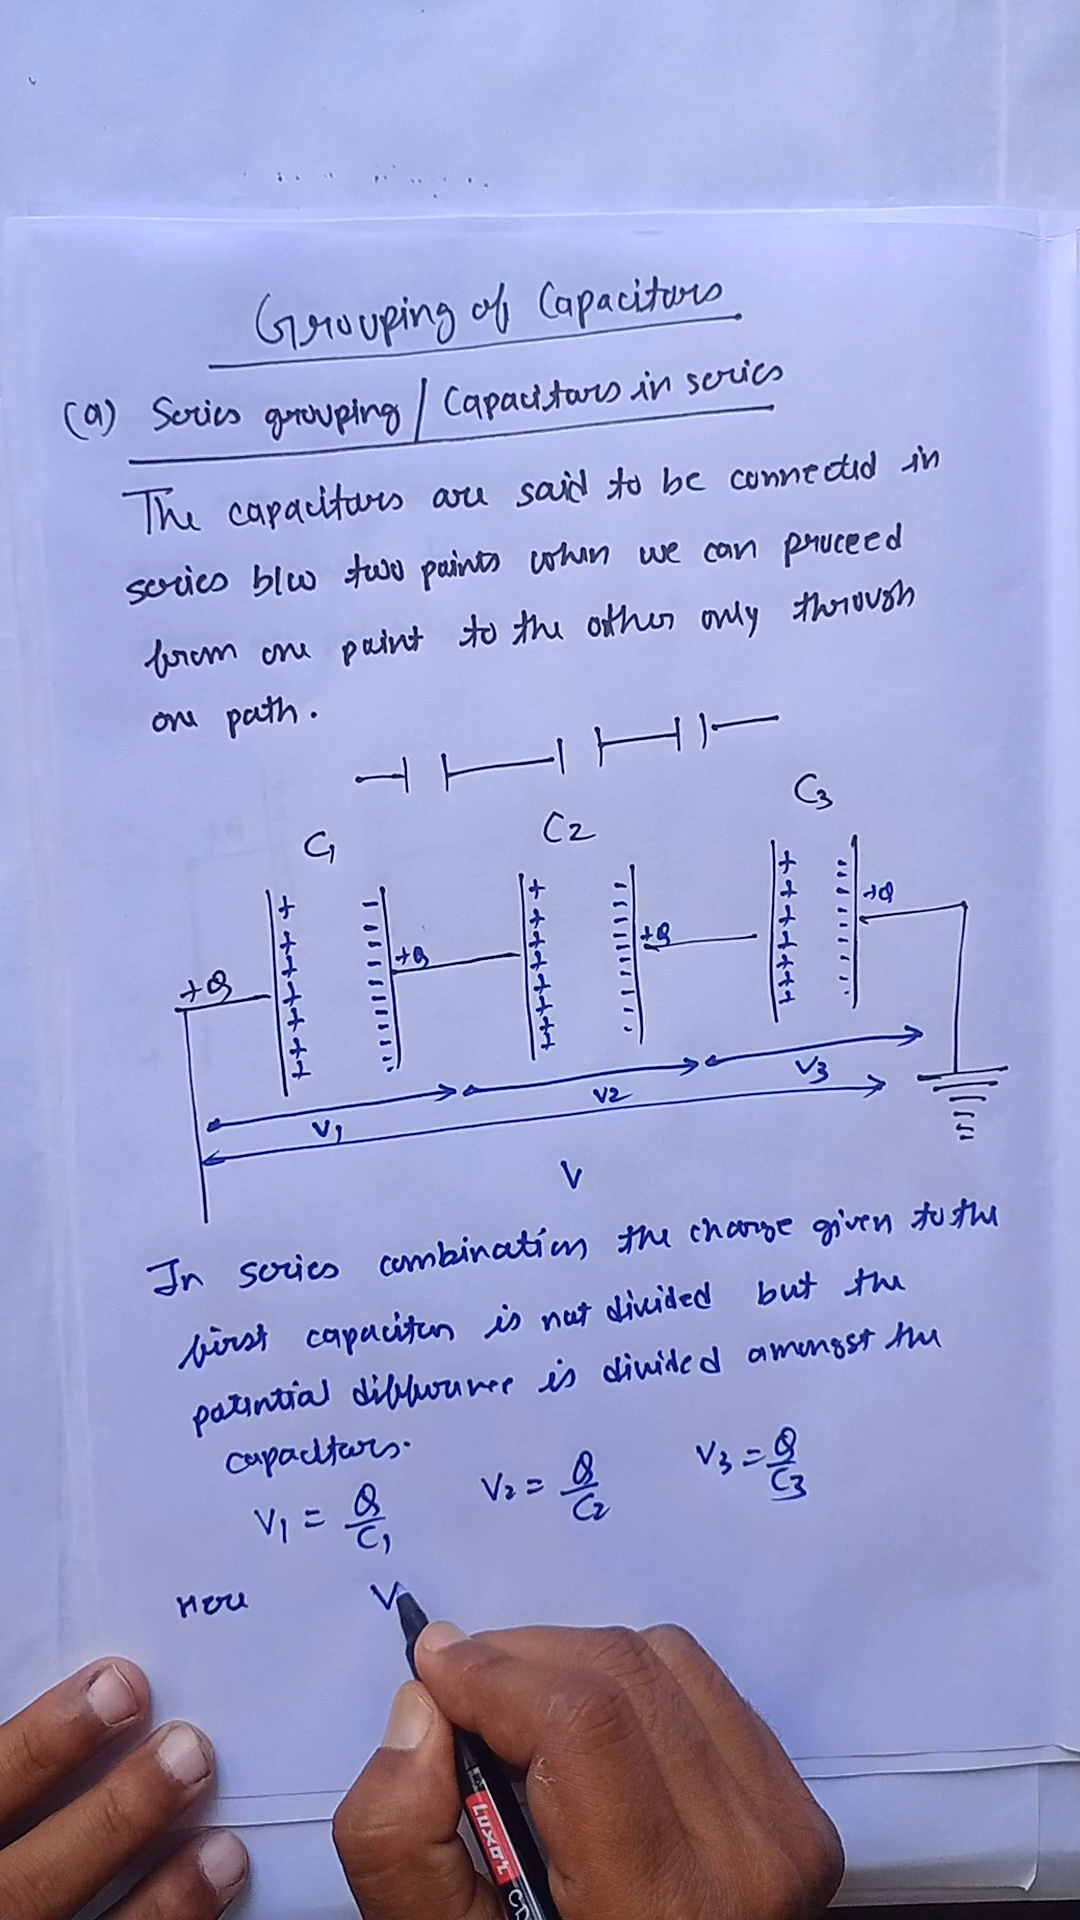 Grouping of Capacitors
(a) Series grouping / Capacitors in series
The capacitors are said to be connected in
series b/w two points when we can proceed
from one point to the other only through
one path.
C1 C2 C3
+Q +Q +Q +Q
V1 V2 V3
V
In series combination the charge given to the
first capacitor is not divided but the
potential difference is divided amongst the
capacitors.
V1 = Q/C1 V2 = Q/C2 V3 = Q/C3
Here V
LUXOR